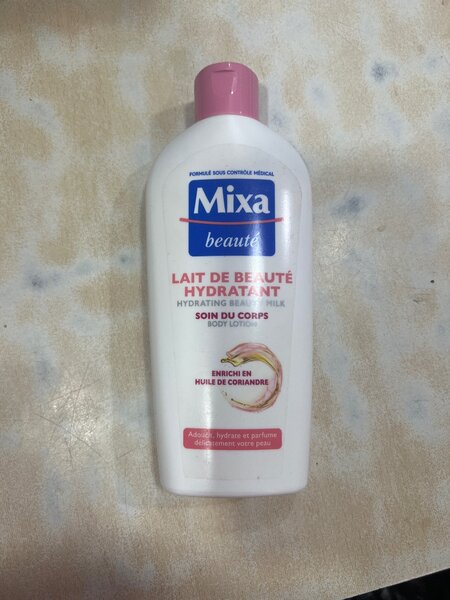 FORMULÉ SOUS CONTRÔLE MÉDICAL
Mixa
beauté
LAIT DE BEAUTÉ
HYDRATANT
HYDRATING BEAUTY MILK
SOIN DU CORPS
BODY LOTION
ENRICHI EN
HUILE DE CORIANDRE
Adoucit, hydrate et parfume
délicatement votre peau